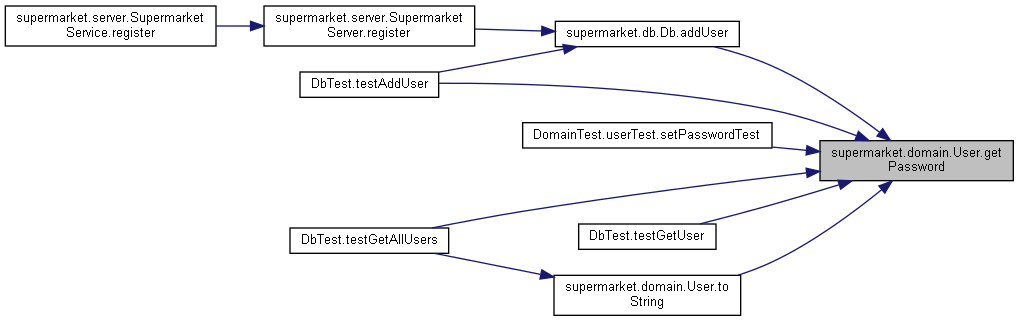 supermarket.server.Supermarket
Service.register
supermarket.server.Supermarket
Server.register
supermarket.db.Db.addUser
DbTest.testAddUser
DomainTest.userTest.setPasswordTest
supermarket.domain.User.get
Password
DbTest.testGetAllUsers
DbTest.testGetUser
supermarket.domain.User.to
String